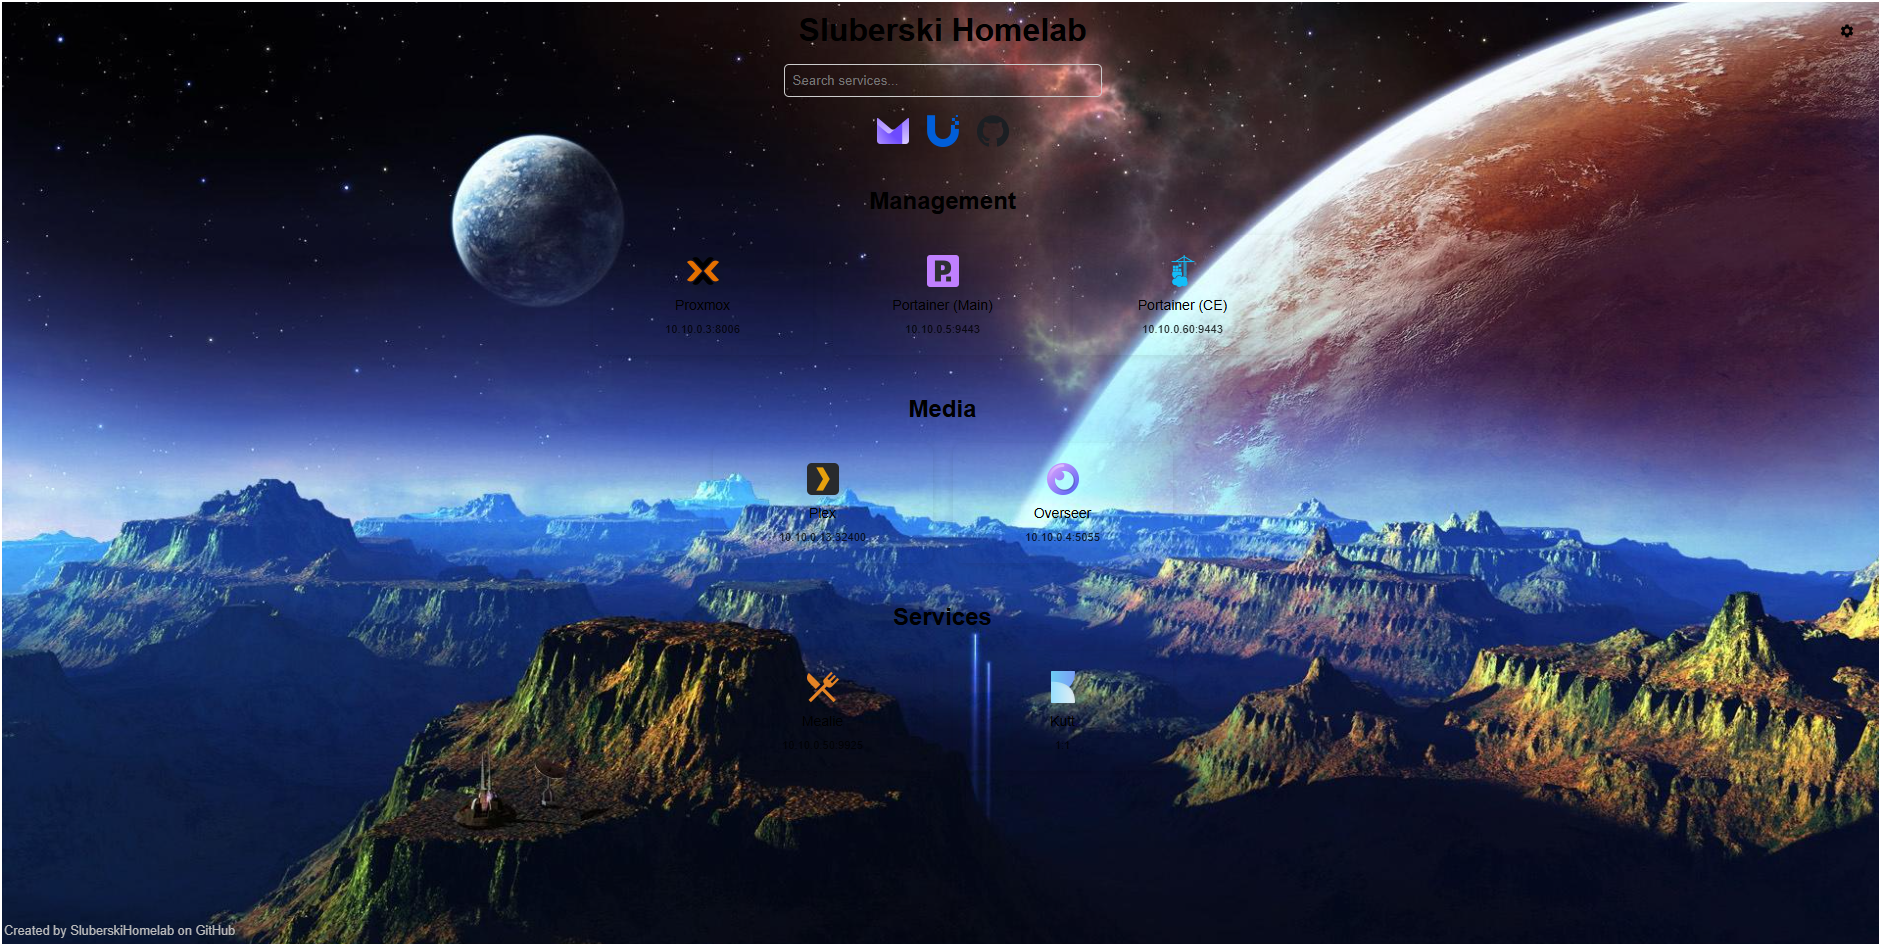 Sluberski Homelab
Search services...
Management
Proxmox
10.10.0.3:8006
Portainer (Main)
10.10.0.5:9443
Portainer (CE)
10.10.0.60:9443
Media
Plex
10.10.0.13:32400
Overseer
10.10.0.4:5055
Services
Mealie
Kutt
Created by SluberskiHomelab on GitHub